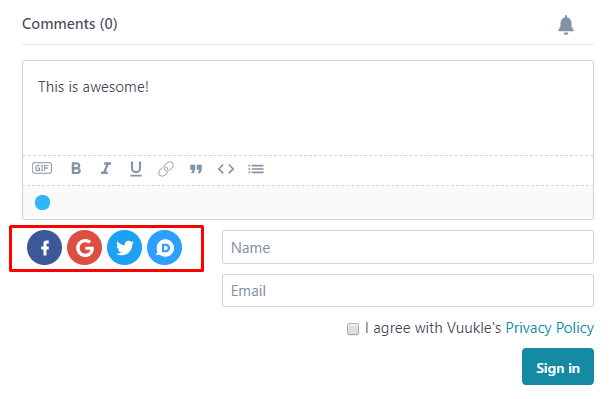 Comments (0)
This is awesome!
GIF B I U
f G D
Name
Email
I agree with Vuukle's Privacy Policy
Sign in